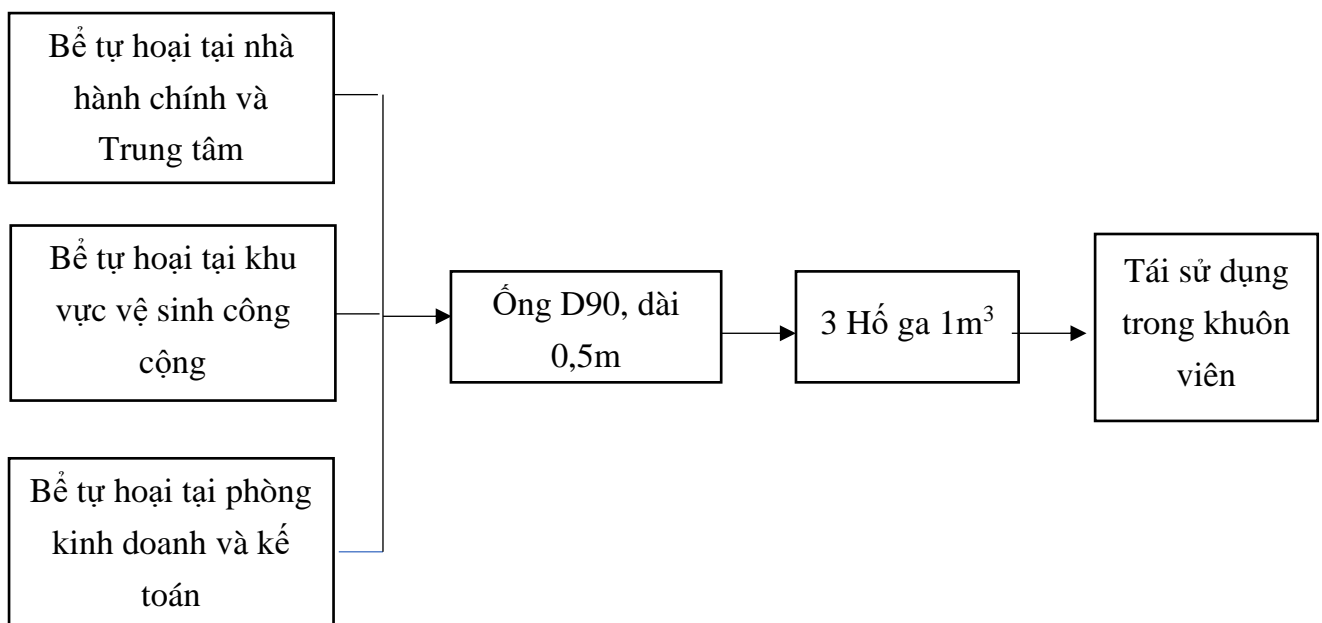 Bể tự hoại tại nhà
hành chính và
Trung tâm
Bể tự hoại tại khu
vực vệ sinh công
cộng
Bể tự hoại tại phòng
kinh doanh và kế
toán
Ống D90, dài
0,5m
3 Hố ga 1m³
Tái sử dụng
trong khuôn
viên